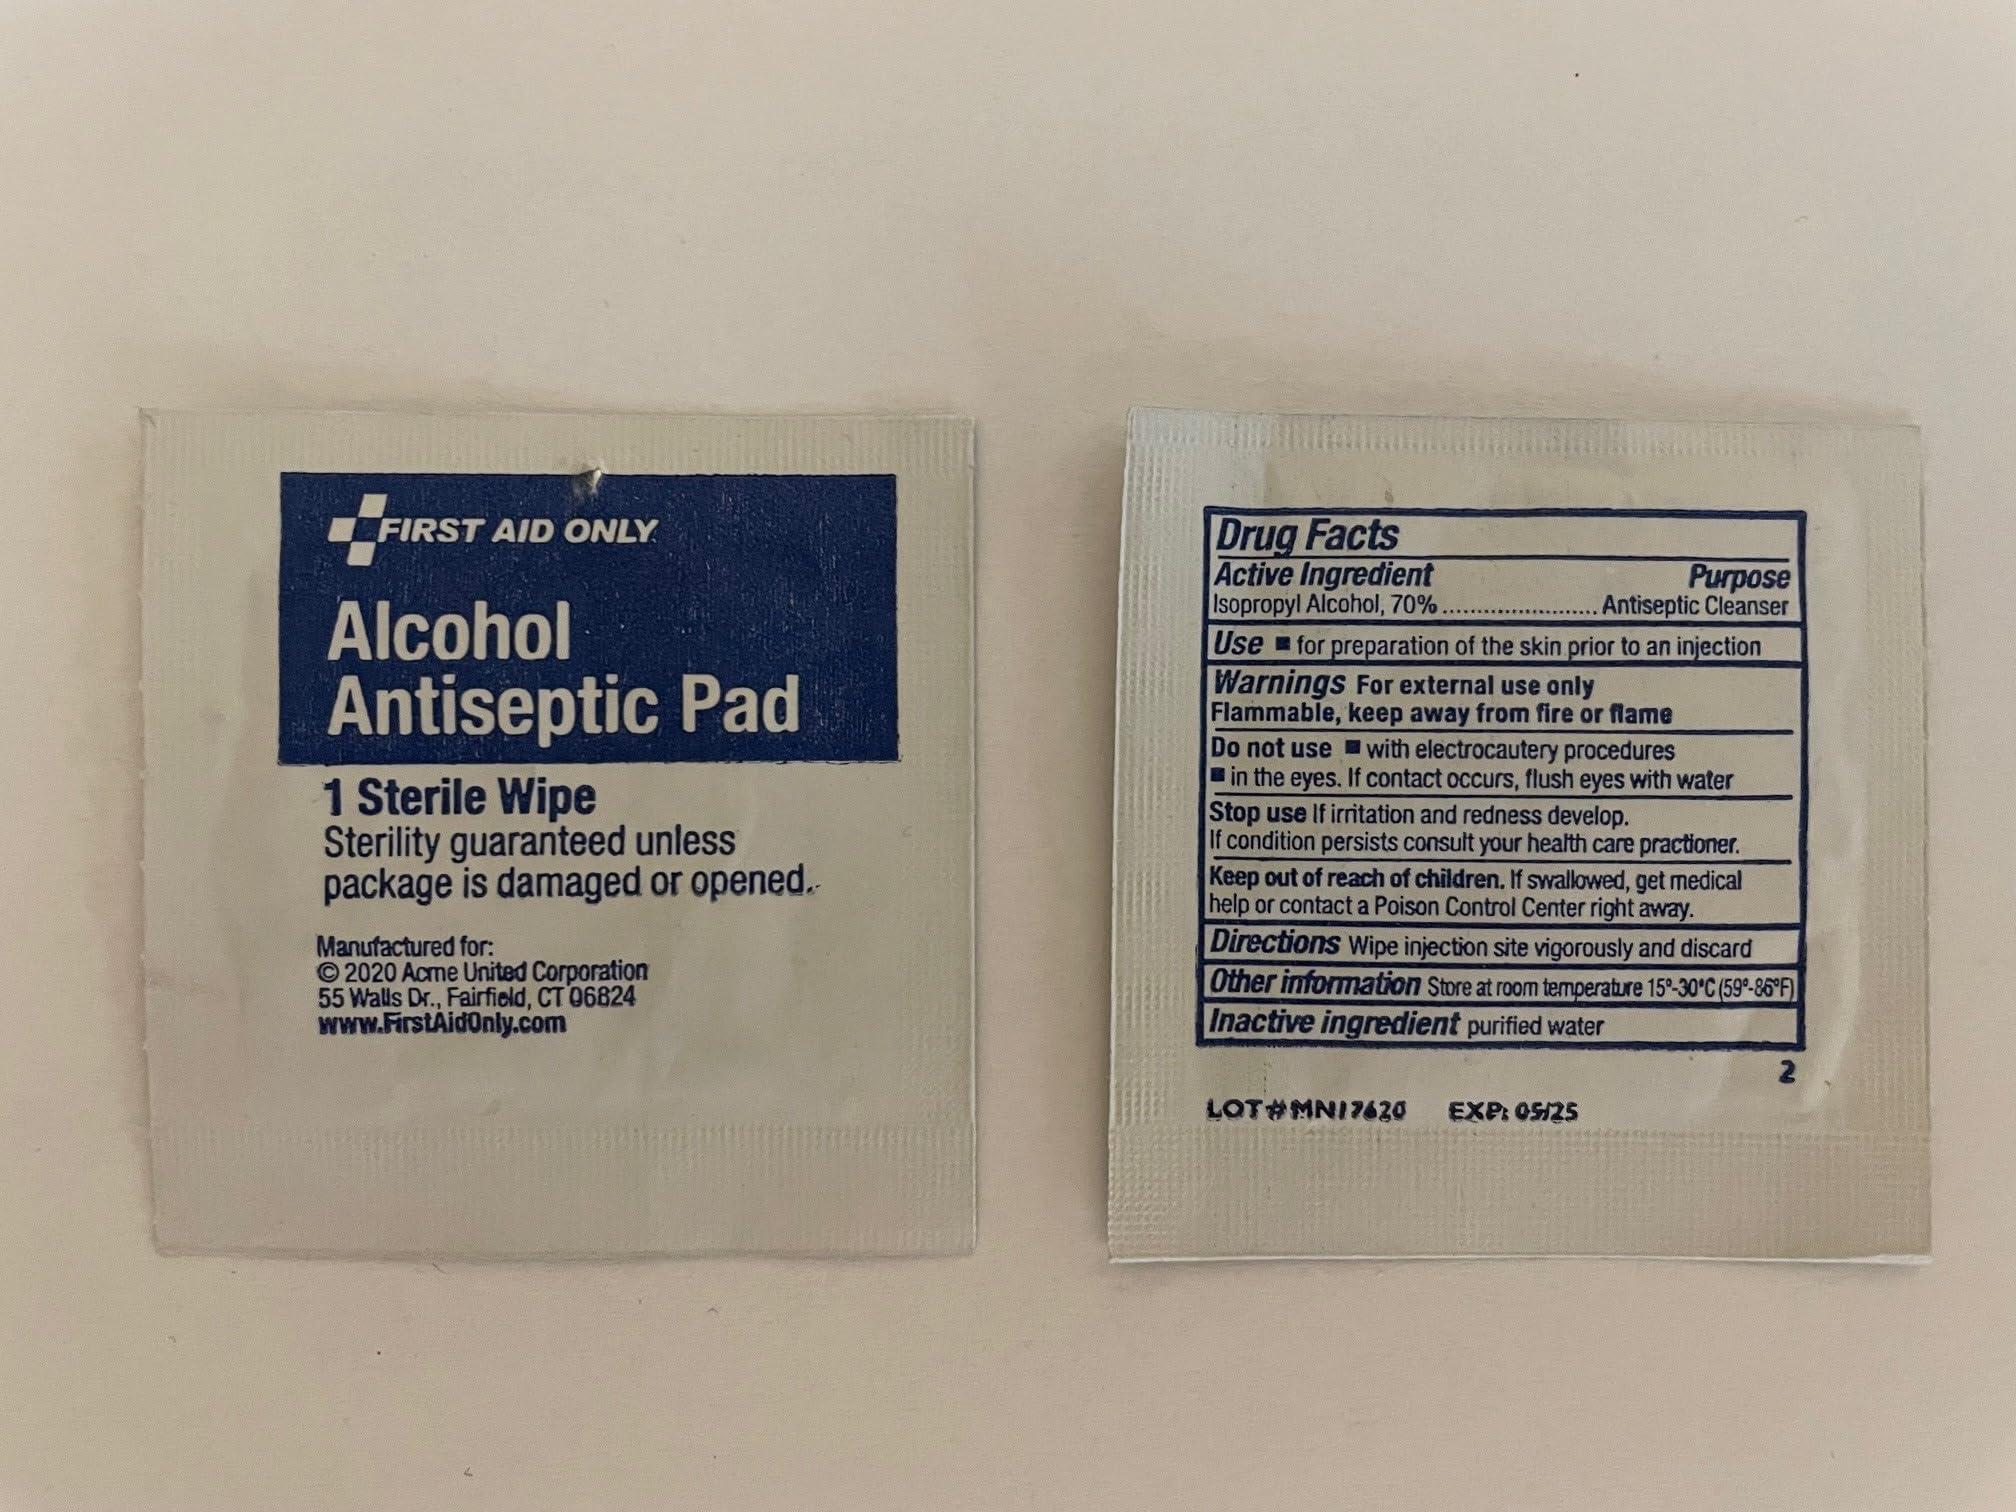 FIRST AID ONLY
Alcohol
Antiseptic Pad
1 Sterile Wipe
Sterility guaranteed unless
package is damaged or opened.
Manufactured for:
© 2020 Acme United Corporation
55 Walls Dr., Fairfield, CT 06824
www.FirstAidOnly.com
Drug Facts
Active Ingredient Purpose
Isopropyl Alcohol, 70%....................... Antiseptic Cleanser
Use ■ for preparation of the skin prior to an injection
Warnings For external use only
Flammable, keep away from fire or flame
Do not use ■ with electrocautery procedures
■ in the eyes. If contact occurs, flush eyes with water
Stop use If irritation and redness develop.
If condition persists consult your health care practioner.
Keep out of reach of children. If swallowed, get medical
help or contact a Poison Control Center right away.
Directions Wipe injection site vigorously and discard
Other information Store at room temperature 15°-30°C (59°-86°F)
Inactive ingredient purified water
2
LOT#MN17620 EXP: 05/25